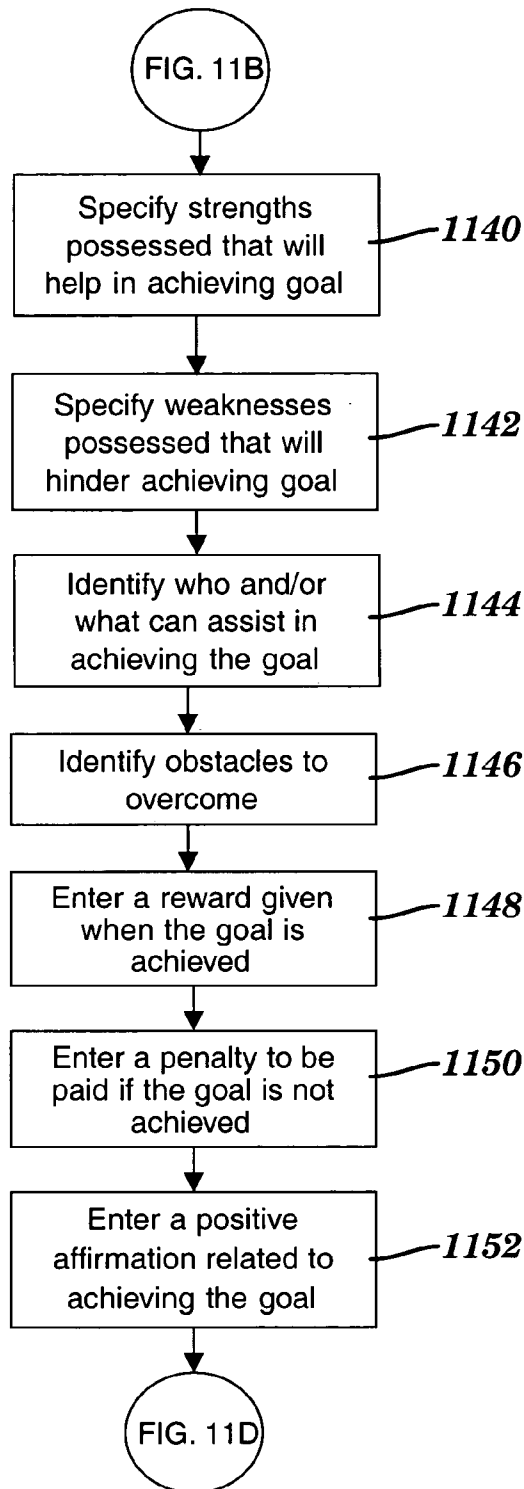 FIG. 11B
Specify strengths
possessed that will
help in achieving goal
1140
Specify weaknesses
possessed that will
hinder achieving goal
1142
Identify who and/or
what can assist in
achieving the goal
1144
Identify obstacles to
overcome
1146
Enter a reward given
when the goal is
achieved
1148
Enter a penalty to be
paid if the goal is not
achieved
1150
Enter a positive
affirmation related to
achieving the goal
1152
FIG. 11D